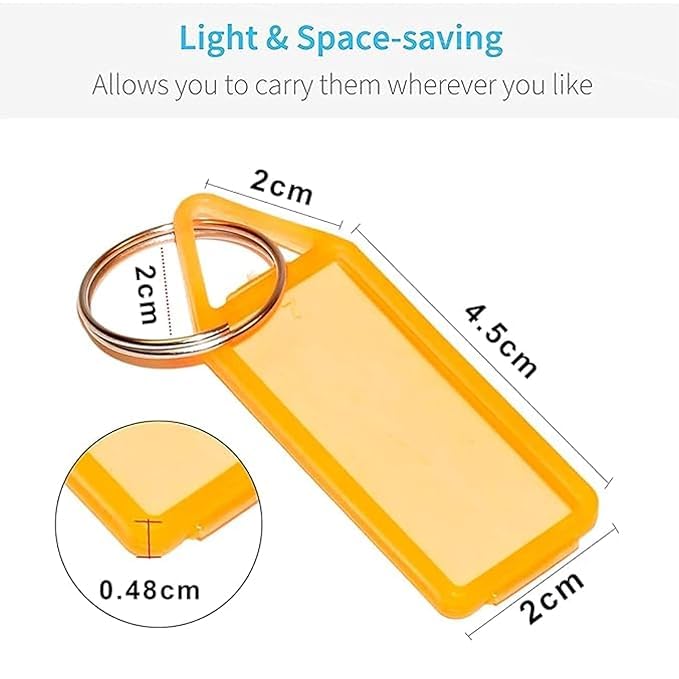 Light & Space-saving
Allows you to carry them wherever you like
2cm
2cm
4.5cm
0.48cm
2cm